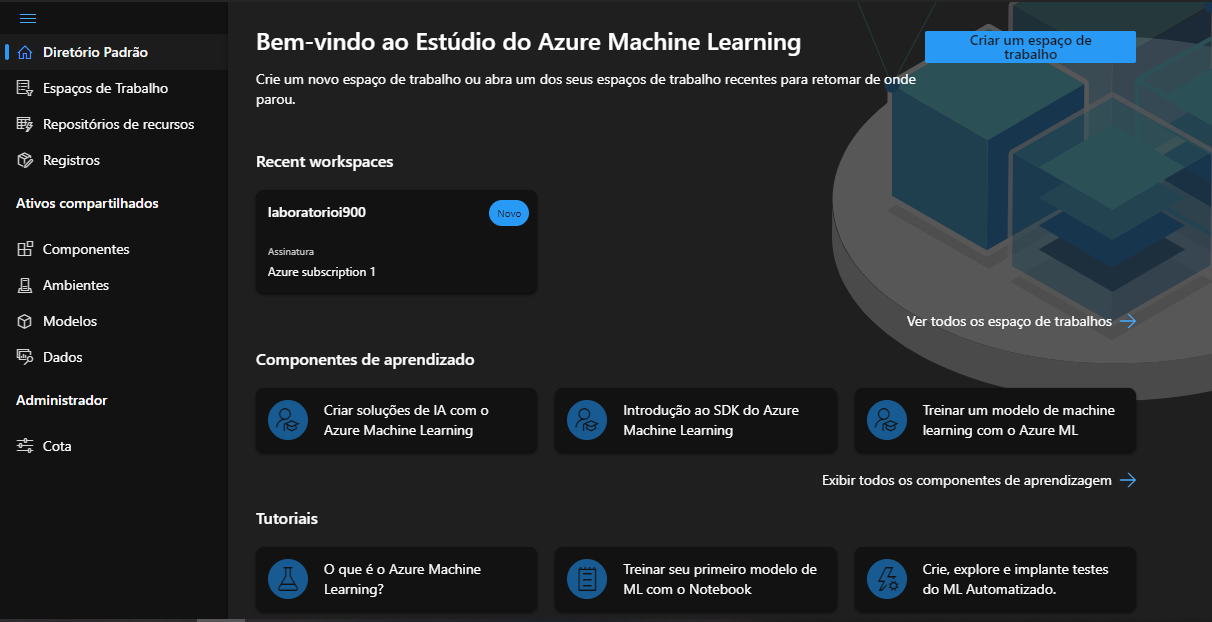 Diretório Padrão
Espaços de Trabalho
Repositórios de recursos
Registros
Ativos compartilhados
Componentes
Ambientes
Modelos
Dados
Administrador
Cota
Bem-vindo ao Estúdio do Azure Machine Learning
Criar um espaço de
trabalho
Crie um novo espaço de trabalho ou abra um dos seus espaços de trabalho recentes para retomar de onde
parou.
Recent workspaces
laboratorioi900
Novo
Assinatura
Azure subscription 1
Ver todos os espaço de trabalhos
Componentes de aprendizado
Criar soluções de IA com o
Azure Machine Learning
Introdução ao SDK do Azure
Machine Learning
Treinar um modelo de machine
learning com o Azure ML
Exibir todos os componentes de aprendizagem
Tutoriais
O que é o Azure Machine
Learning?
Treinar seu primeiro modelo de
ML com o Notebook
Crie, explore e implante testes
do ML Automatizado.